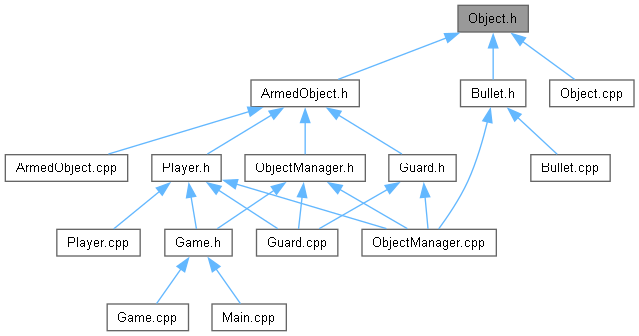 Object.h
ArmedObject.h
Bullet.h
Object.cpp
ArmedObject.cpp
Player.h
ObjectManager.h
Guard.h
Bullet.cpp
Player.cpp
Game.h
Guard.cpp
ObjectManager.cpp
Game.cpp
Main.cpp